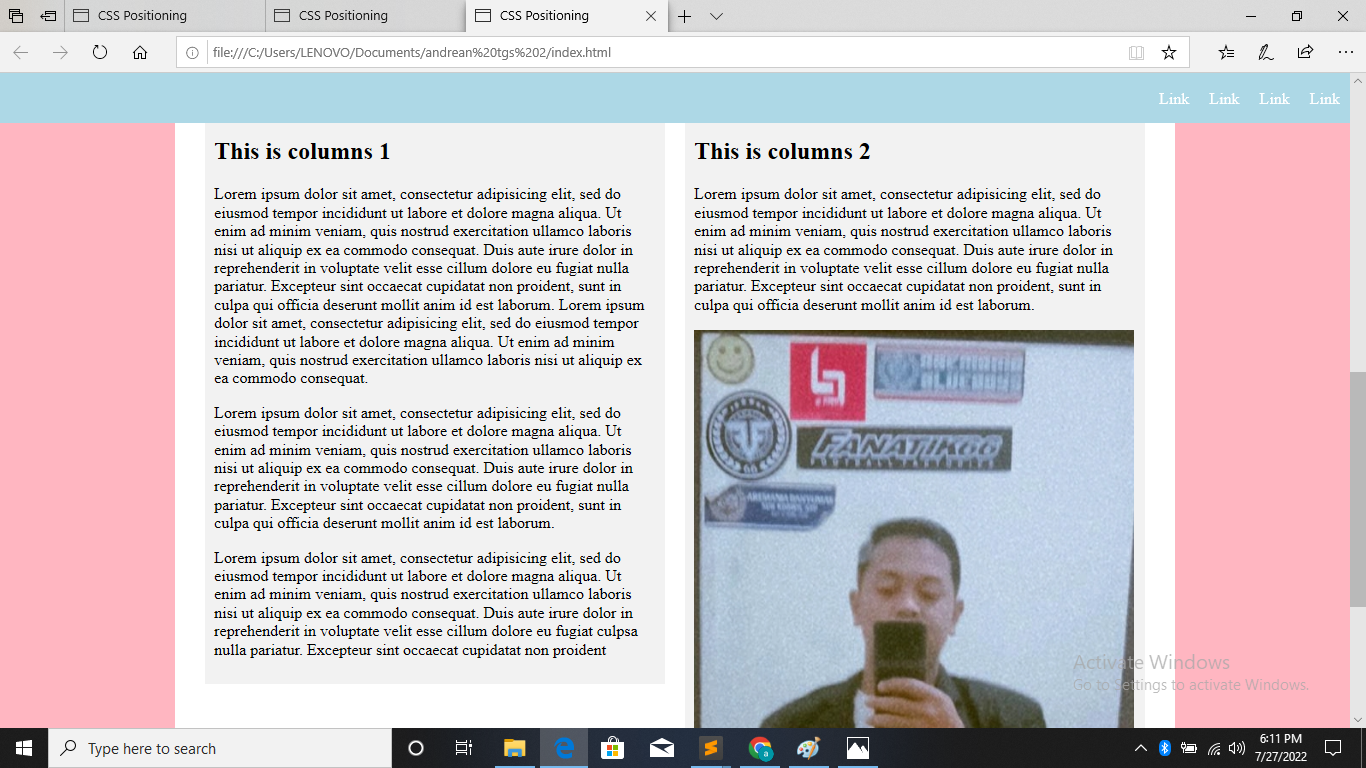 CSS Positioning
CSS Positioning
CSS Positioning
file:///C:/Users/LENOVO/Documents/andrean%20tgs%202/index.html
Link Link Link Link
This is columns 1
Lorem ipsum dolor sit amet, consectetur adipisicing elit, sed do
eiusmod tempor incididunt ut labore et dolore magna aliqua. Ut
enim ad minim veniam, quis nostrud exercitation ullamco laboris
nisi ut aliquip ex ea commodo consequat. Duis aute irure dolor in
reprehenderit in voluptate velit esse cillum dolore eu fugiat nulla
pariatur. Excepteur sint occaecat cupidatat non proident, sunt in
culpa qui officia deserunt mollit anim id est laborum. Lorem ipsum
dolor sit amet, consectetur adipisicing elit, sed do eiusmod tempor
incididunt ut labore et dolore magna aliqua. Ut enim ad minim
veniam, quis nostrud exercitation ullamco laboris nisi ut aliquip ex
ea commodo consequat.
Lorem ipsum dolor sit amet, consectetur adipisicing elit, sed do
eiusmod tempor incididunt ut labore et dolore magna aliqua. Ut
enim ad minim veniam, quis nostrud exercitation ullamco laboris
nisi ut aliquip ex ea commodo consequat. Duis aute irure dolor in
reprehenderit in voluptate velit esse cillum dolore eu fugiat nulla
pariatur. Excepteur sint occaecat cupidatat non proident, sunt in
culpa qui officia deserunt mollit anim id est laborum.
Lorem ipsum dolor sit amet, consectetur adipisicing elit, sed do
eiusmod tempor incididunt ut labore et dolore magna aliqua. Ut
enim ad minim veniam, quis nostrud exercitation ullamco laboris
nisi ut aliquip ex ea commodo consequat. Duis aute irure dolor in
reprehenderit in voluptate velit esse cillum dolore eu fugiat culpsa
nulla pariatur. Excepteur sint occaecat cupidatat non proident
This is columns 2
Lorem ipsum dolor sit amet, consectetur adipisicing elit, sed do
eiusmod tempor incididunt ut labore et dolore magna aliqua. Ut
enim ad minim veniam, quis nostrud exercitation ullamco laboris
nisi ut aliquip ex ea commodo consequat. Duis aute irure dolor in
reprehenderit in voluptate velit esse cillum dolore eu fugiat nulla
pariatur. Excepteur sint occaecat cupidatat non proident, sunt in
culpa qui officia deserunt mollit anim id est laborum.
FANATIKOO
Activate Windows
Go to Settings to activate Windows.
Type here to search
6:11 PM
7/27/2022